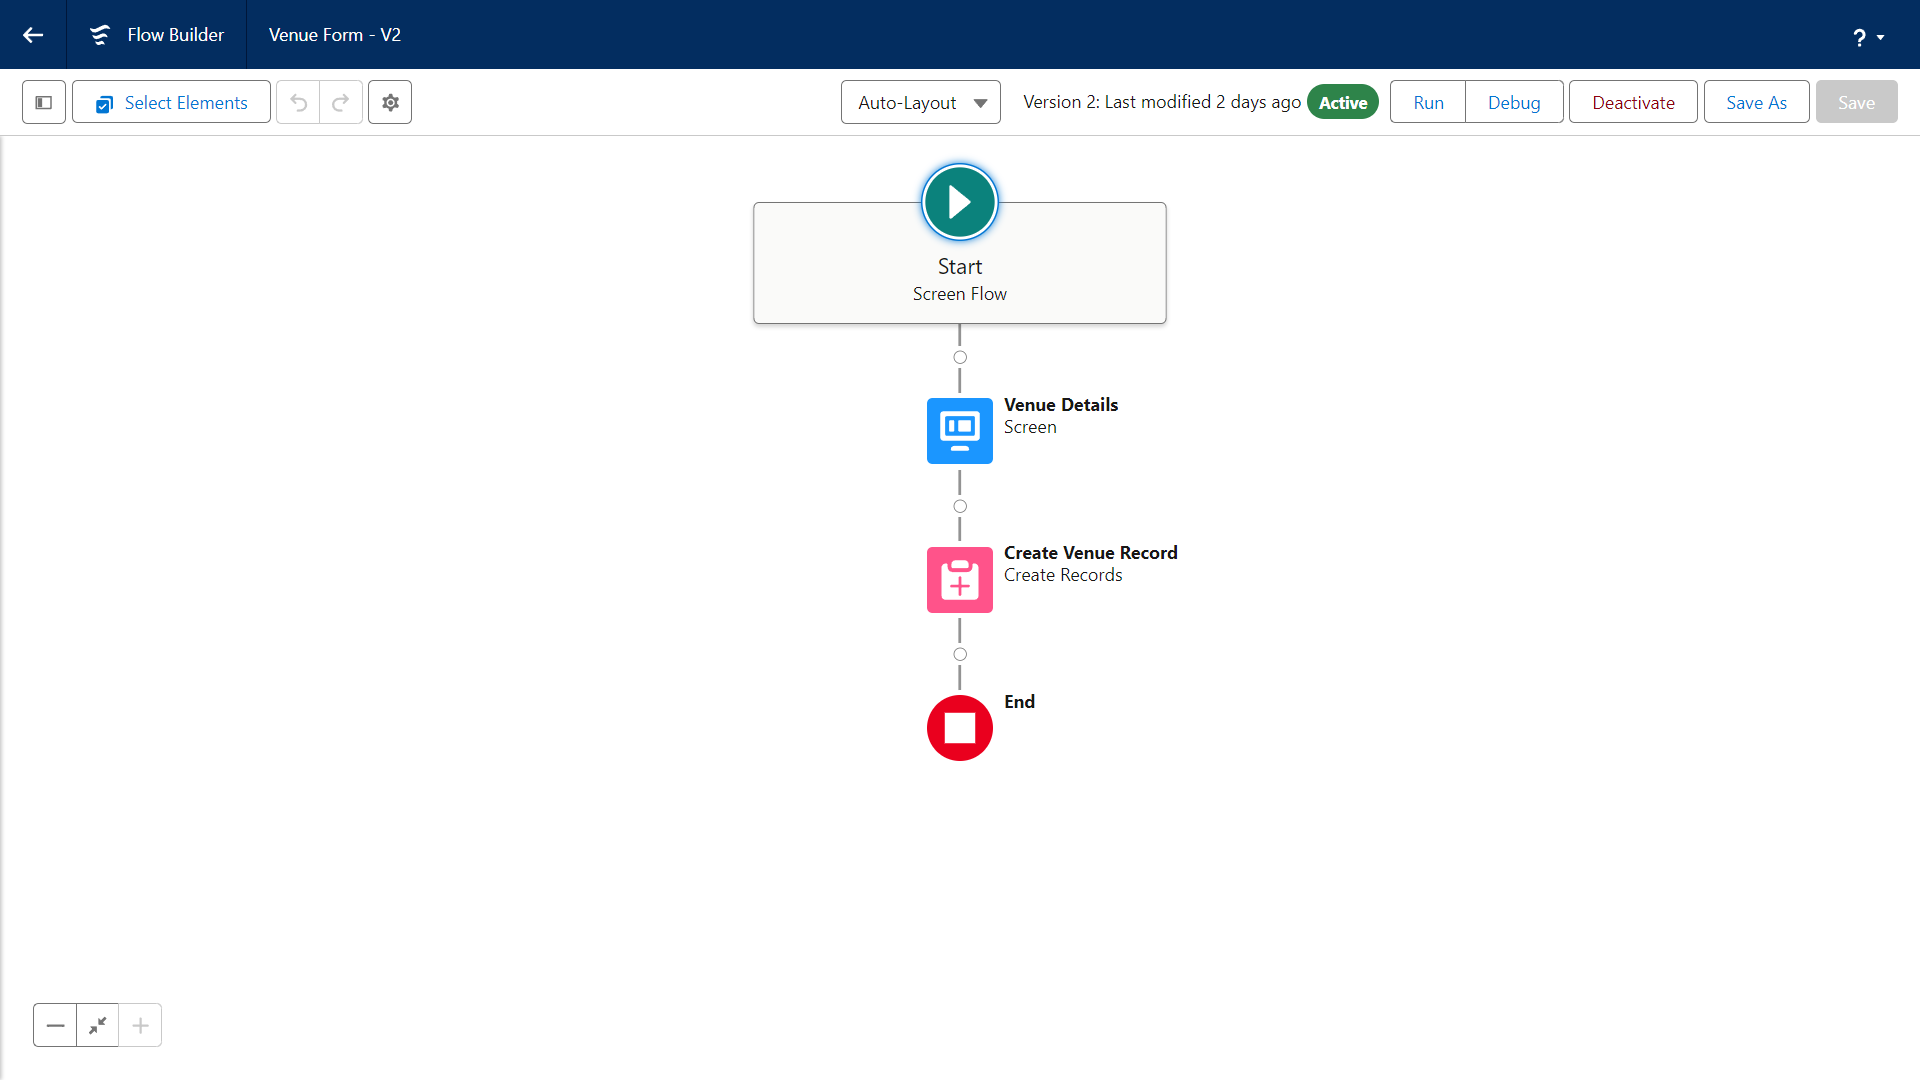 Flow Builder
Venue Form - V2
?
Select Elements
Auto-Layout
Version 2: Last modified 2 days ago
Active
Run
Debug
Deactivate
Save As
Save
Start
Screen Flow
Venue Details
Screen
Create Venue Record
Create Records
End